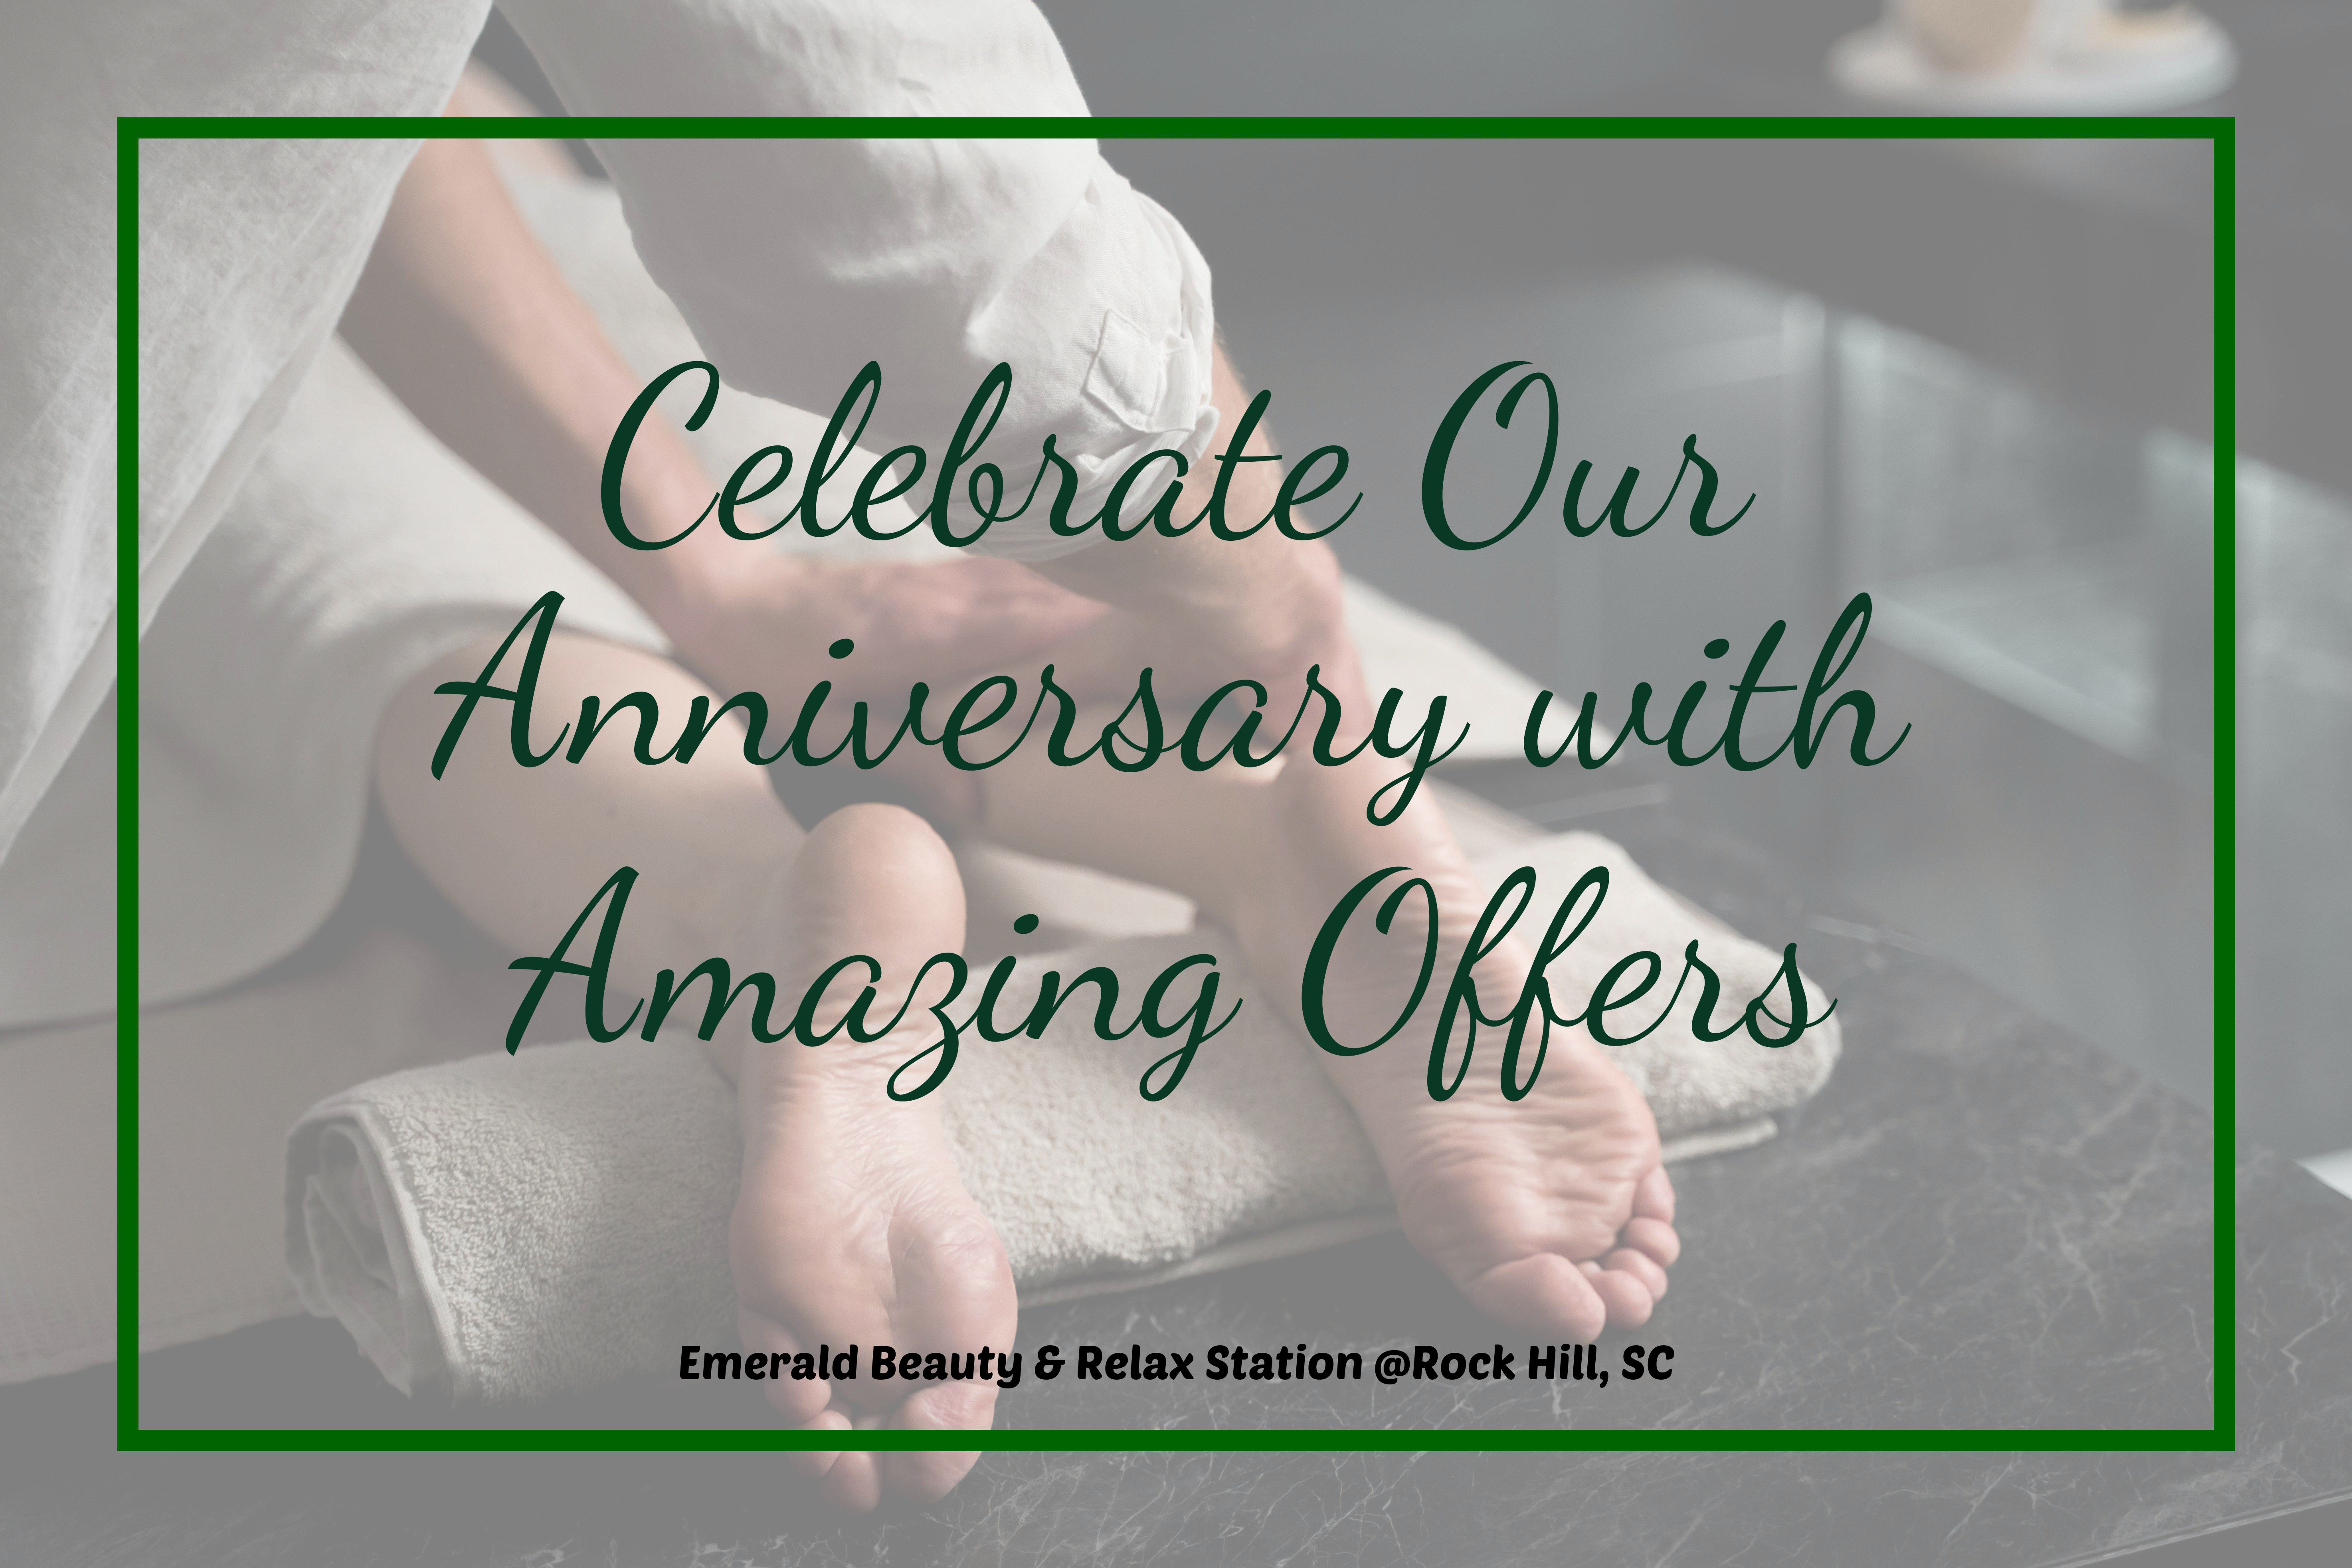 Celebrate Our
Anniversary with
Amazing Offers
Emerald Beauty & Relax Station @Rock Hill, SC